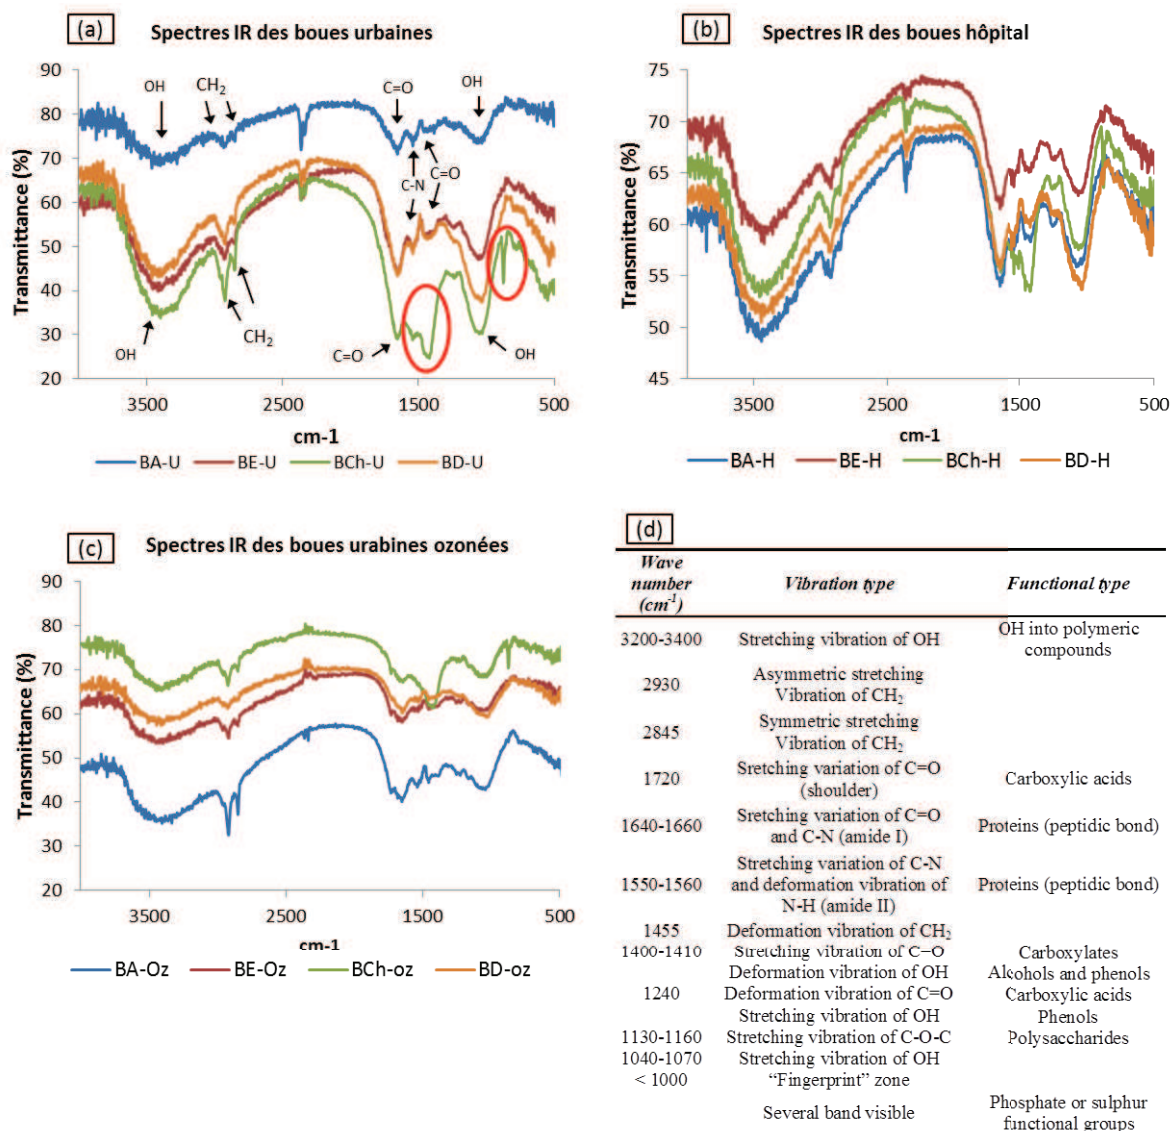 (a) Spectres IR des boues urbaines
90
80
70
60
50
40
30
20
Transmittance (%)
OH
CH2
C=O
OH
C-N
C=O
OH
CH2
C=O
OH
3500
2500
1500
500
cm-1
BA-U BE-U BCh-U BD-U
(b) Spectres IR des boues hôpital
75
70
65
60
55
50
45
Transmittance (%)
3500
2500
1500
500
cm-1
BA-H BE-H BCh-H BD-H
(c) Spectres IR des boues urabines ozonées
90
80
70
60
50
40
30
20
Transmittance (%)
3500
2500
1500
500
cm-1
BA-Oz BE-Oz BCh-oz BD-oz
(d)
Wave
number Vibration type Functional type
(cm-1)
3200-3400 Stretching vibration of OH OH into polymeric
compounds
2930 Asymmetric stretching
Vibration of CH2
2845 Symmetric stretching
Vibration of CH2
1720 Sretching variation of C=O Carboxylic acids
(shoulder)
1640-1660 Sretching variation of C=O Proteins (peptidic bond)
and C-N (amide I)
1550-1560 Stretching variation of C-N Proteins (peptidic bond)
and deformation vibration of
N-H (amide II)
1455 Deformation vibration of CH2
1400-1410 Stretching vibration of C=O Carboxylates
Deformation vibration of OH Alcohols and phenols
1240 Deformation vibration of C=O Carboxylic acids
Stretching vibration of OH Phenols
1130-1160 Stretching vibration of C-O-C Polysaccharides
1040-1070 Stretching vibration of OH
< 1000 “Fingerprint” zone
Several band visible Phosphate or sulphur
functional groups